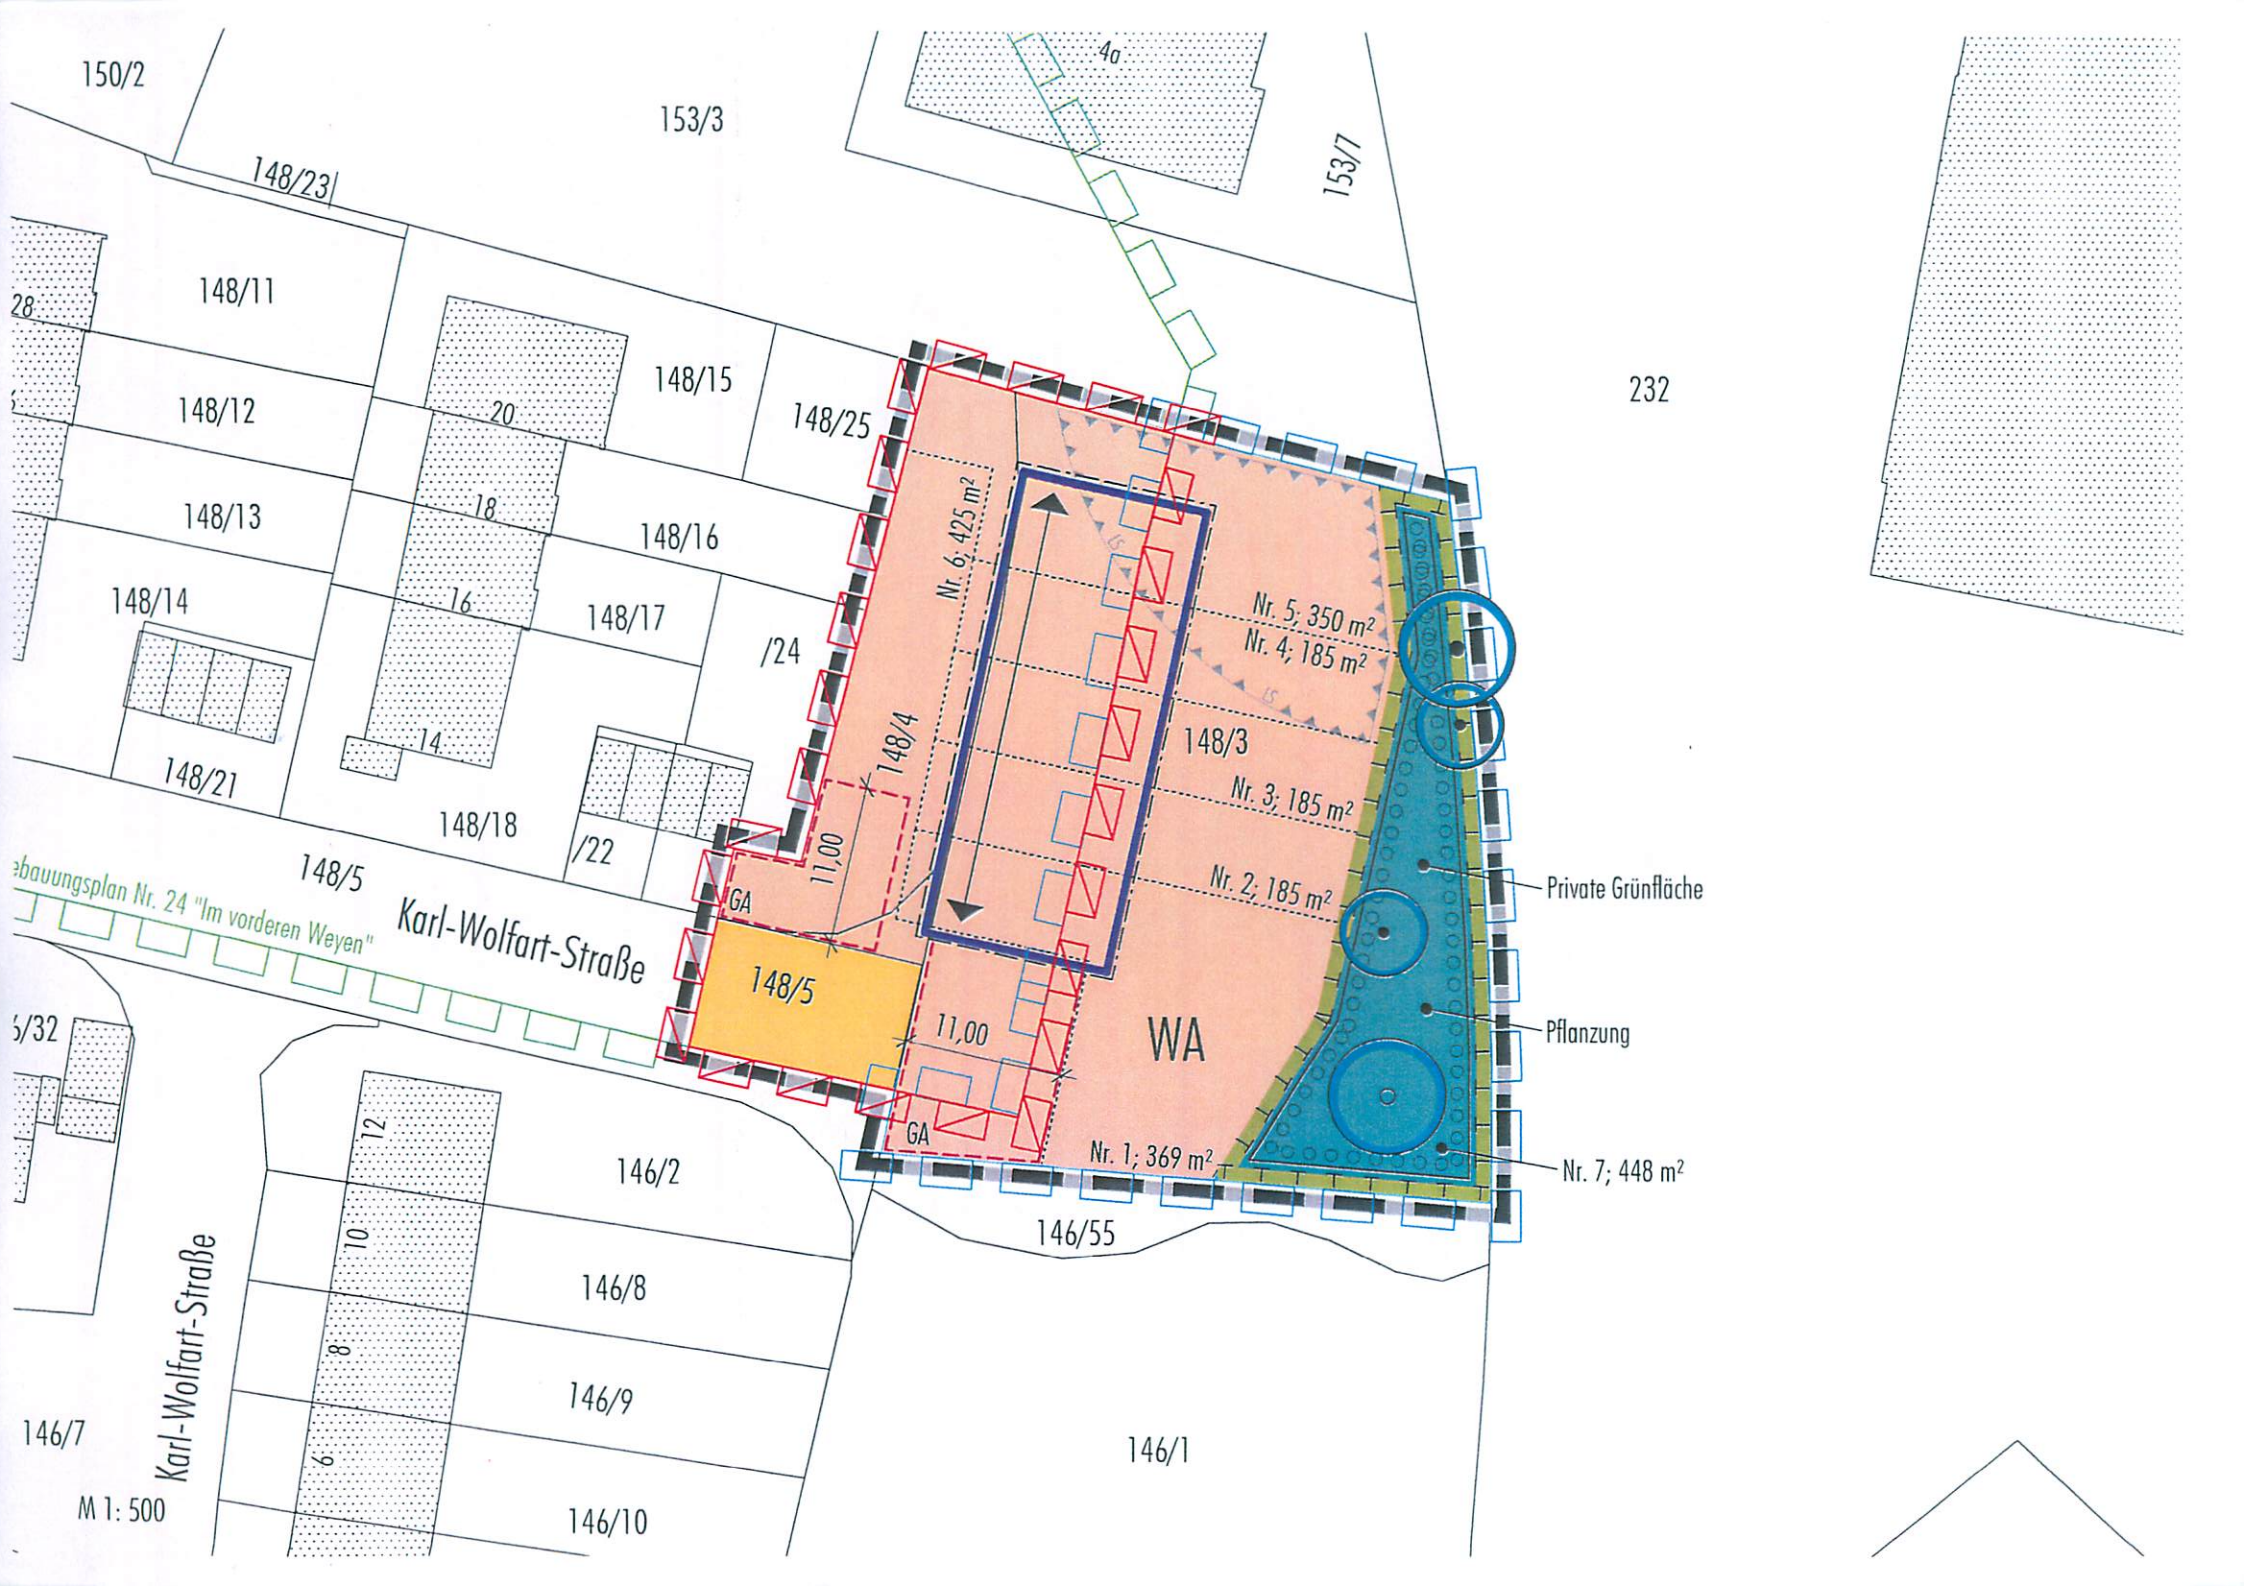 150/2
153/3
4a
153/7
148/23
148/11
28
148/15
148/25
232
148/12
20
148/13
18
148/16
Nr. 6; 425 m²
LS
148/14
16
148/17
/24
Nr. 5; 350 m²
Nr. 4; 185 m²
LS
148/4
148/3
14
148/21
148/18
/22
11,00
Nr. 3; 185 m²
148/5
Nr. 2; 185 m²
Private Grünfläche
ebauungsplan Nr. 24 "Im vorderen Weyen"
Karl-Wolfart-Straße
GA
148/5
11,00
WA
Pflanzung
12
GA
Nr. 1; 369 m²
Nr. 7; 448 m²
146/2
10
146/55
Karl-Wolfart-Straße
146/8
8
146/9
146/7
6
146/1
M 1: 500
146/10